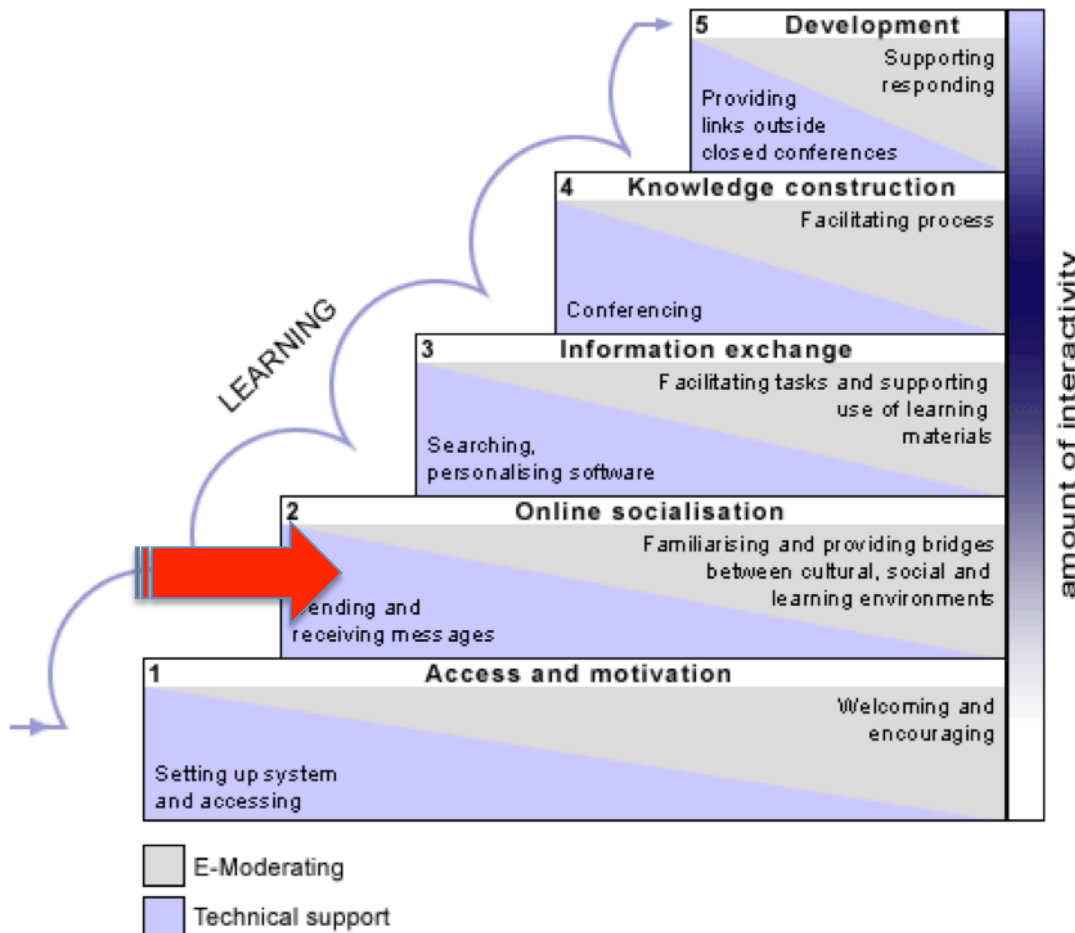 5 Development
Supporting
responding
Providing
links outside
closed conferences
4 Knowledge construction
Facilitating process
Conferencing
3 Information exchange
Facilitating tasks and supporting
use of learning
materials
Searching,
personalising software
2 Online socialisation
Familiarising and providing bridges
between cultural, social and
learning environments
Sending and
receiving messages
1 Access and motivation
Welcoming and
encouraging
Setting up system
and accessing
LEARNING
amount of interactivity
E-Moderating
Technical support